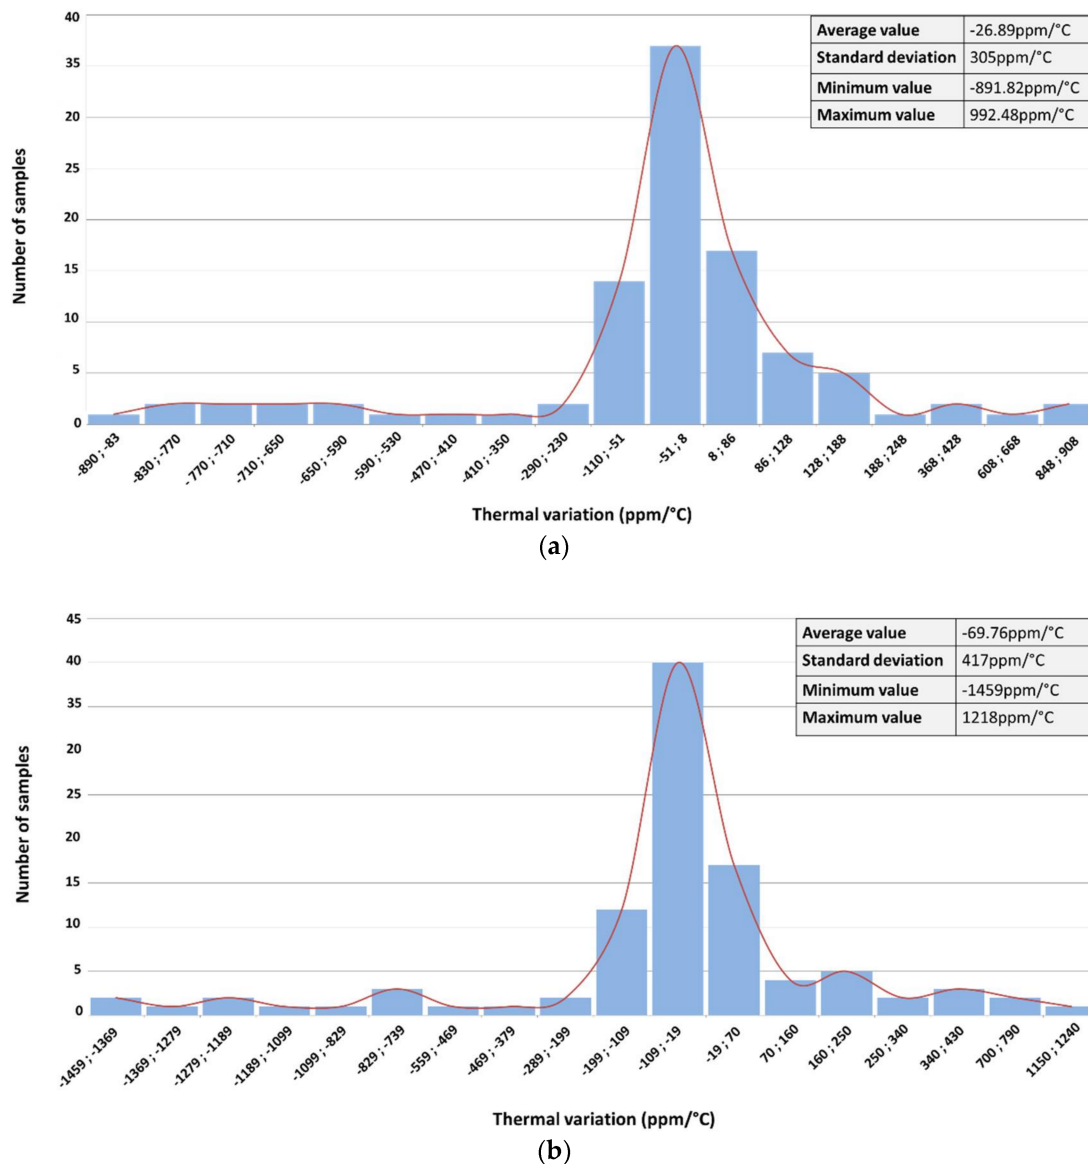 40
35
20
25
20
15
10
5
0
Number of samples
Average value -26.89ppm/°C
Standard deviation 305ppm/°C
Minimum value -891.82ppm/°C
Maximum value 992.48ppm/°C
-890 ; -83
-830 ; -770
-770 ; -710
-710 ; -650
-650 ; -590
-590 ; -530
-470 ; -410
-410 ; -350
-290 ; -230
-110 ; -51
-51 ; 8
8 ; 86
86 ; 128
128 ; 188
188 ; 248
368 ; 428
608 ; 668
848 ; 908
Thermal variation (ppm/°C)
(a)
45
40
35
20
25
20
15
10
5
0
Number of samples
Average value -69.76ppm/°C
Standard deviation 417ppm/°C
Minimum value -1459ppm/°C
Maximum value 1218ppm/°C
-1459 ; -1369
-1369 ; -1279
-1279 ; -1189
-1189 ; -1099
-1099 ; -829
-829 ; -739
-559 ; -469
-469 ; -379
-289 ; -199
-199 ; -109
-109 ; -19
-19 ; 70
70 ; 160
160 ; 250
250 ; 340
340 ; 430
700 ; 790
1150 ; 1240
Thermal variation (ppm/°C)
(b)